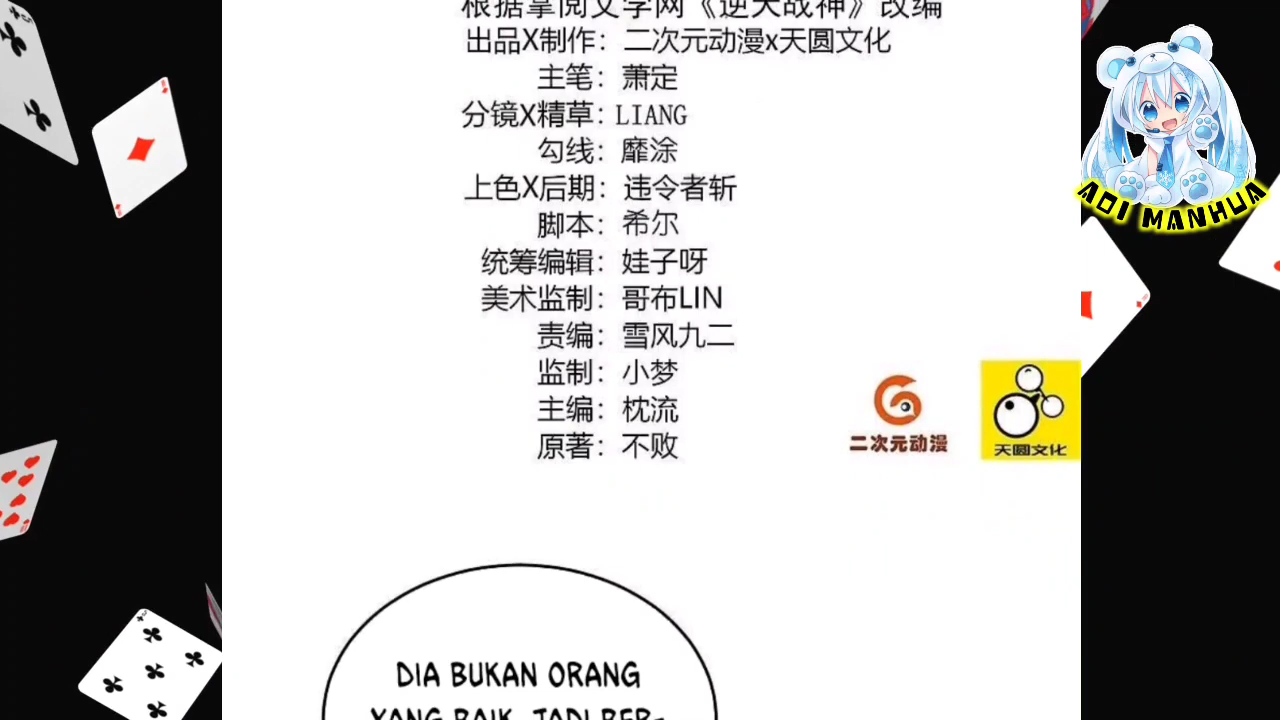 根据掌阅文学网《逆天战神》改编
出品X制作：二次元动漫x天圆文化
主笔：萧定
分镜X精草：LIANG
勾线：靡涂
上色X后期：违令者斩
脚本：希尔
统筹编辑：娃子呀
美术监制：哥布LIN
责编：雪风九二
监制：小梦
主编：枕流
原著：不败
二次元动漫
天圆文化
AOI MANHUA
DIA BUKAN ORANG
YANG BAIK, JADI BER-